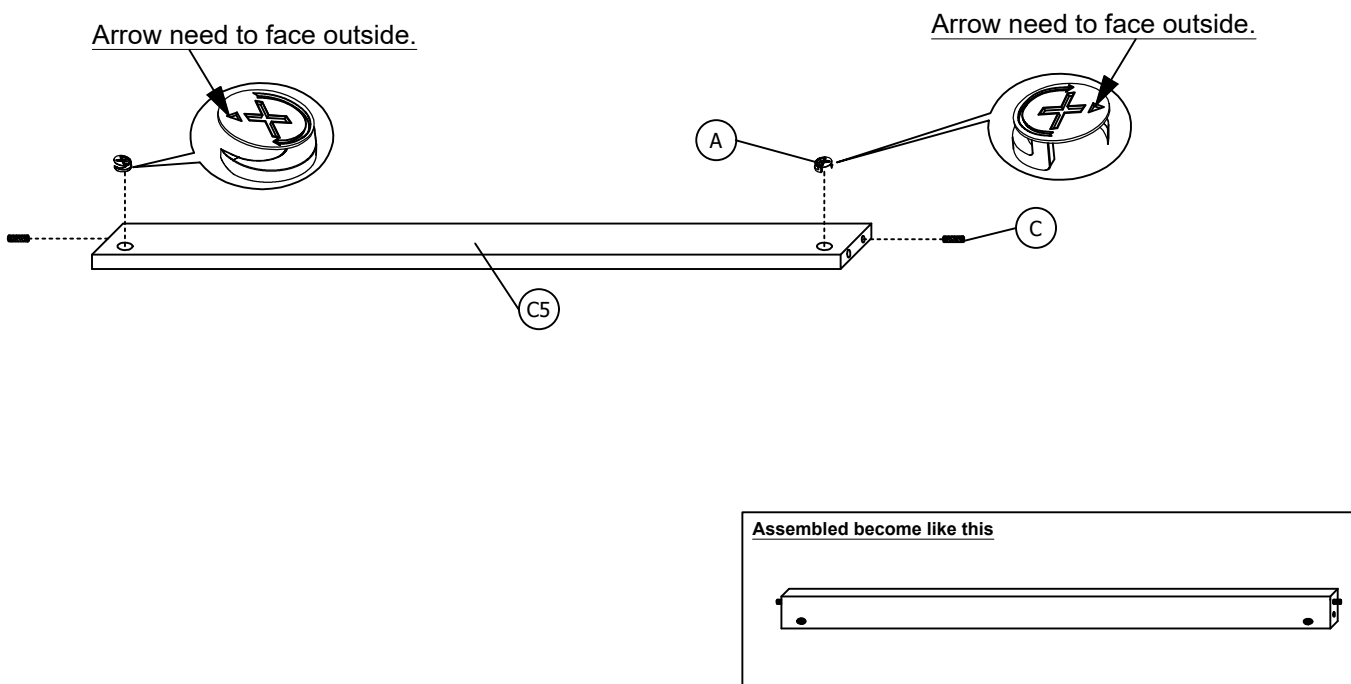 Arrow need to face outside.
Arrow need to face outside.
A
C
C5
Assembled become like this